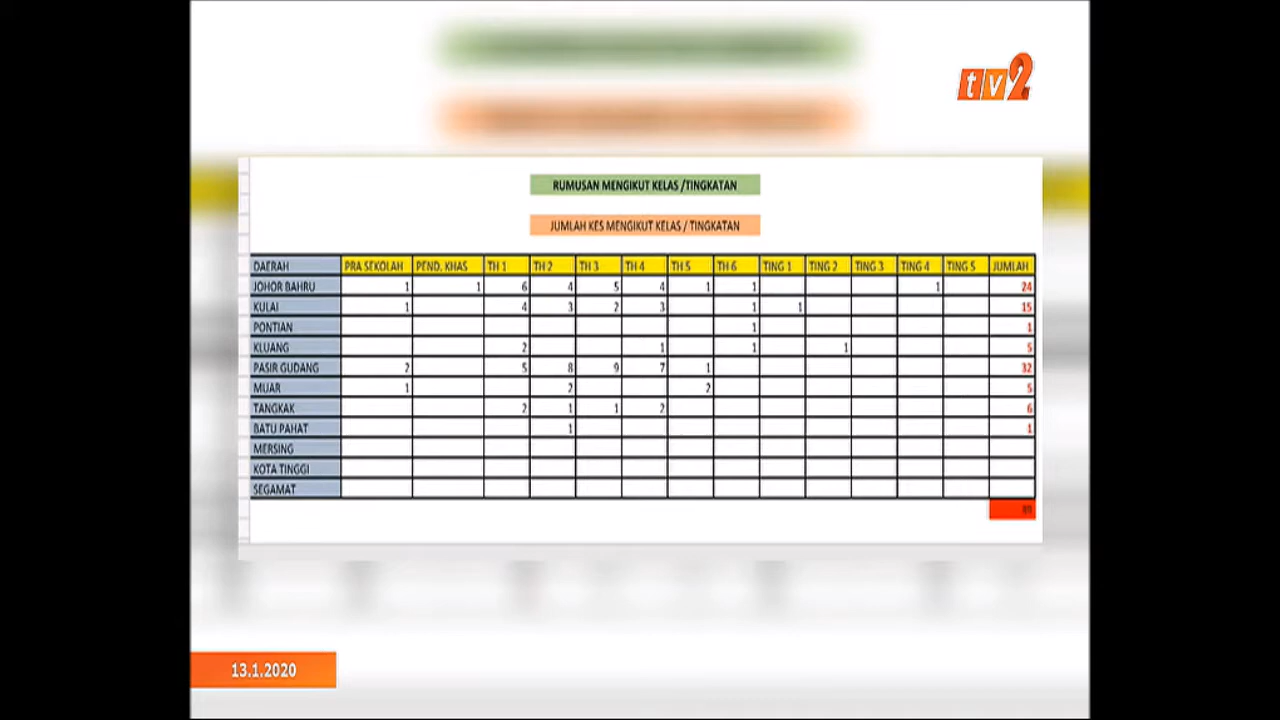 tv2
RUMUSAN MENGIKUT KELAS /TINGKATAN
JUMLAH KES MENGIKUT KELAS / TINGKATAN
DAERAH PRA SEKOLAH PEND. KHAS TH 1 TH 2 TH 3 TH 4 TH 5 TH 6 TING 1 TING 2 TING 3 TING 4 TING 5 JUMLAH
JOHOR BAHRU 1 1 6 4 5 4 1 1 1 24
KULAI 1 4 3 2 3 1 1 15
PONTIAN 1 1
KLUANG 2 1 1 1 5
PASIR GUDANG 2 5 8 9 7 1 32
MUAR 1 2 2 5
TANGKAK 2 1 1 2 6
BATU PAHAT 1 1
MERSING
KOTA TINGGI
SEGAMAT
13.1.2020